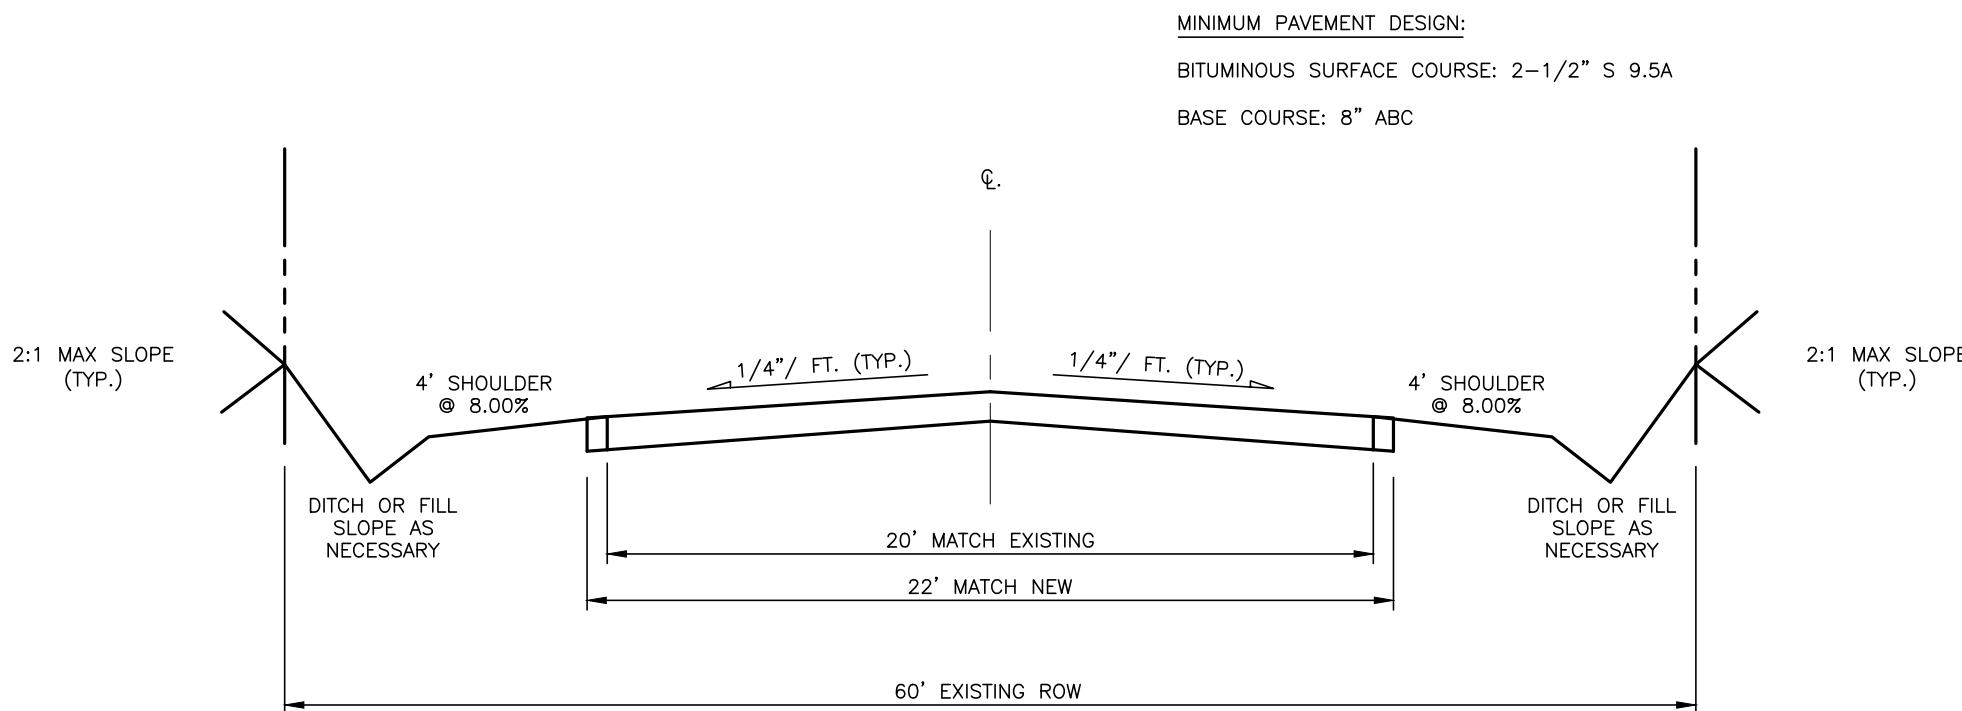 MINIMUM PAVEMENT DESIGN:
BITUMINOUS SURFACE COURSE: 2-1/2" S 9.5A
BASE COURSE: 8" ABC
℄.
2:1 MAX SLOPE
(TYP.)
4' SHOULDER
@ 8.00%
1/4"/ FT. (TYP.)
1/4"/ FT. (TYP.)
4' SHOULDER
@ 8.00%
2:1 MAX SLOPE
(TYP.)
DITCH OR FILL
SLOPE AS
NECESSARY
DITCH OR FILL
SLOPE AS
NECESSARY
20' MATCH EXISTING
22' MATCH NEW
60' EXISTING ROW